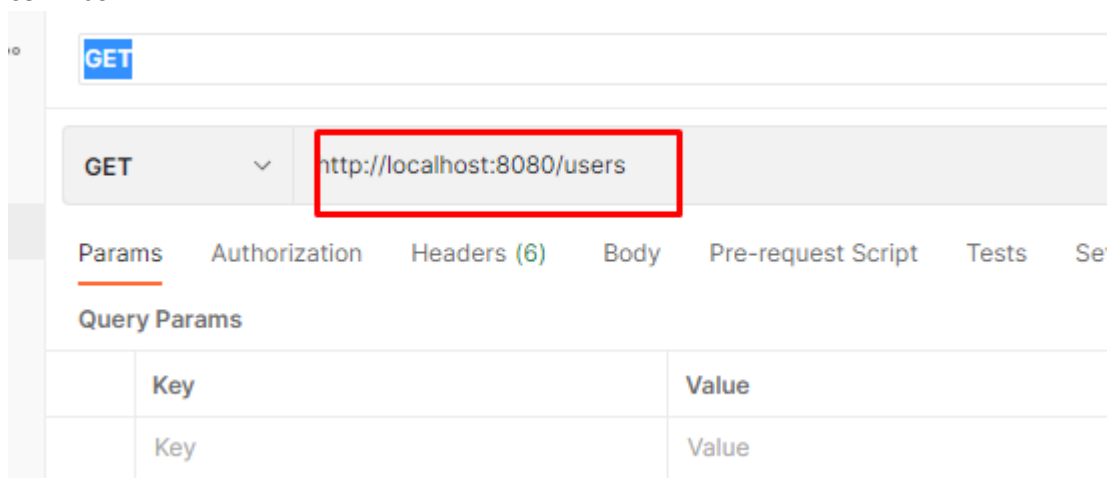 GET
GET http://localhost:8080/users
Params Authorization Headers (6) Body Pre-request Script Tests
Query Params
Key Value
Key Value